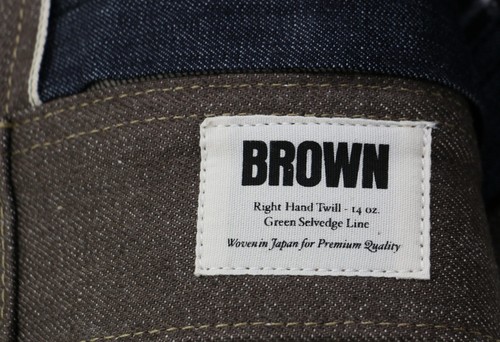 BROWN
Right Hand Twill - 14 oz.
Green Selvedge Line
Woven in Japan for Premium Quality